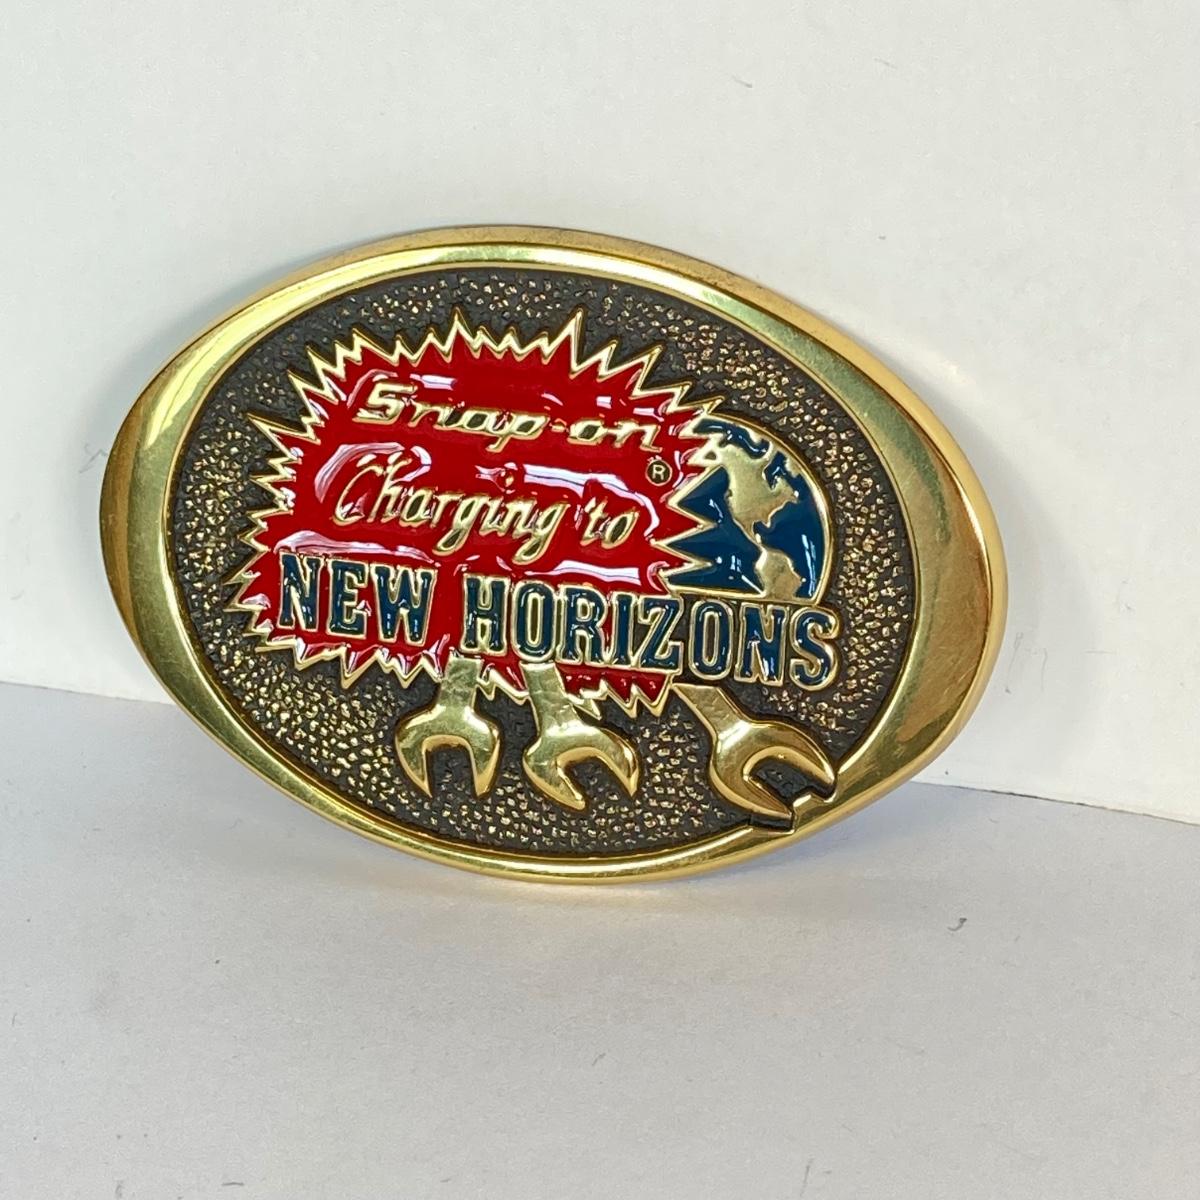 Snap-on ®
Charging to
NEW HORIZONS